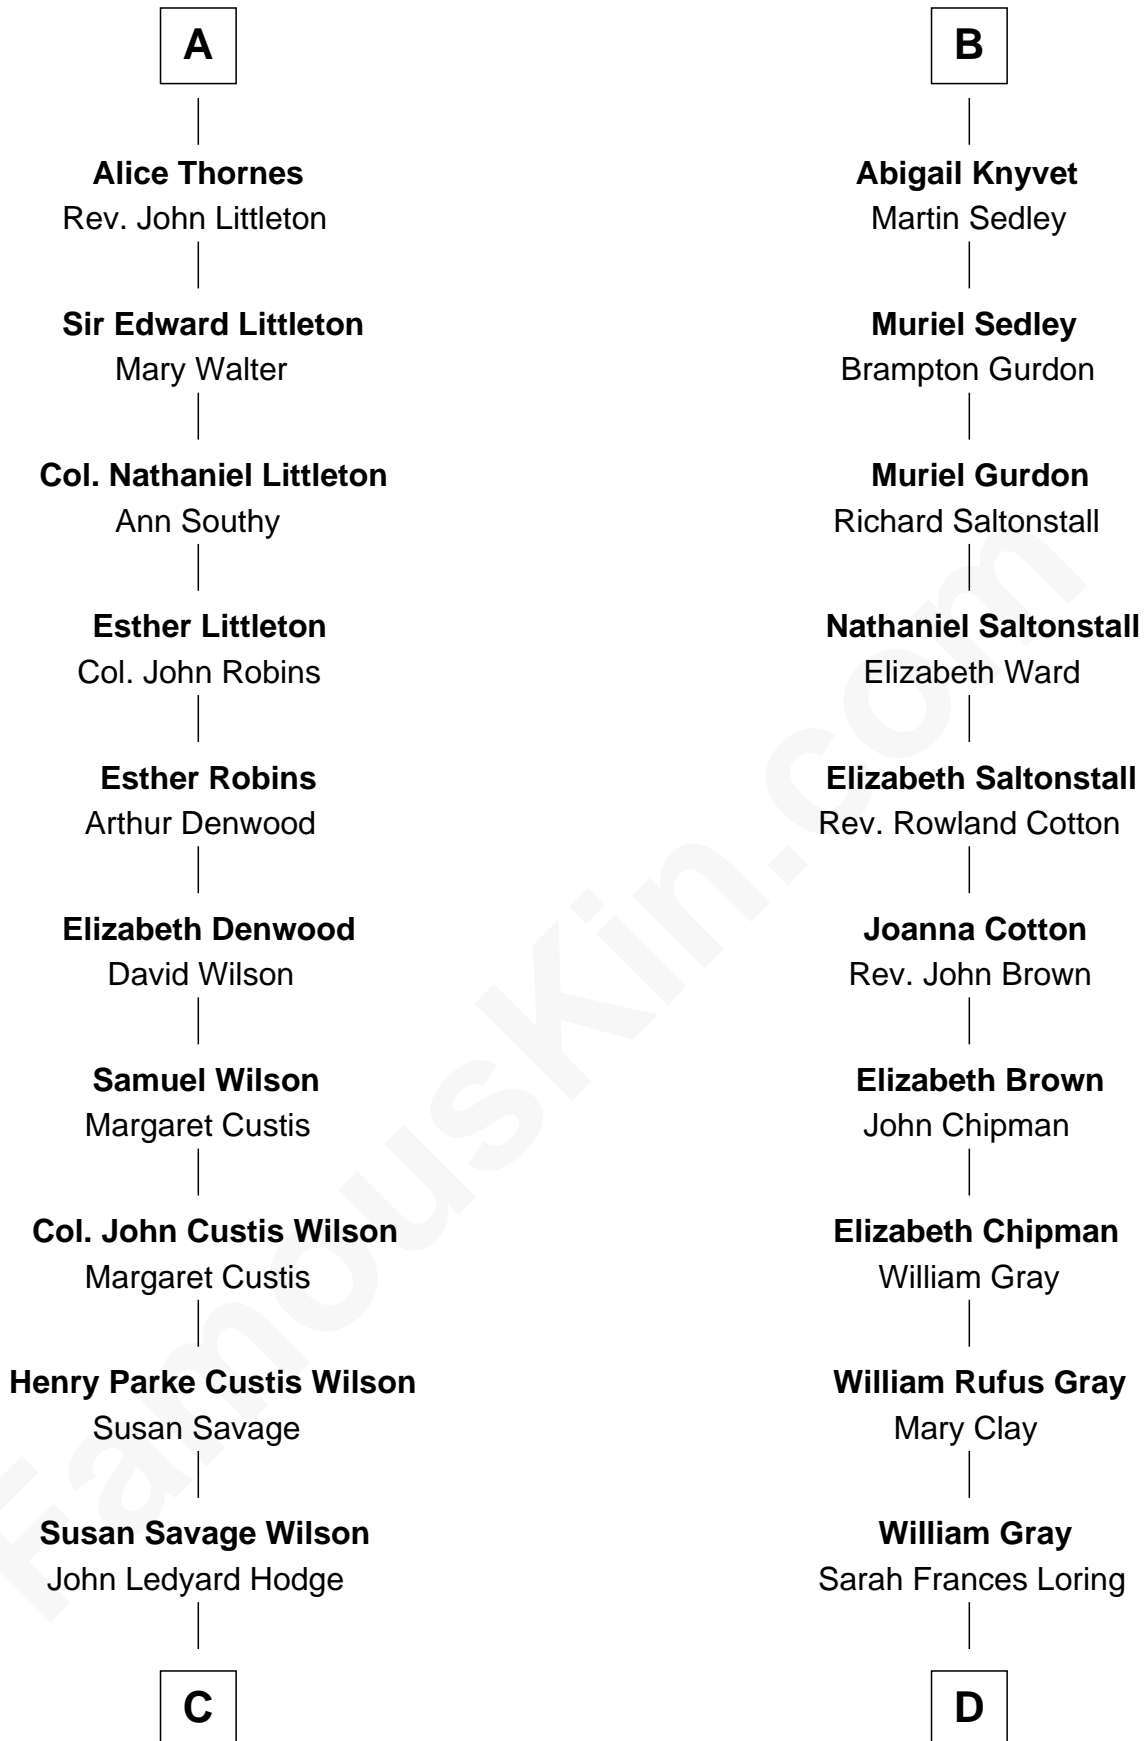 A
Alice Thornes
Rev. John Littleton
Sir Edward Littleton
Mary Walter
Col. Nathaniel Littleton
Ann Southy
Esther Littleton
Col. John Robins
Esther Robins
Arthur Denwood
Elizabeth Denwood
David Wilson
Samuel Wilson
Margaret Custis
Col. John Custis Wilson
Margaret Custis
Henry Parke Custis Wilson
Susan Savage
Susan Savage Wilson
John Ledyard Hodge
C
B
Abigail Knyvet
Martin Sedley
Muriel Sedley
Brampton Gurdon
Muriel Gurdon
Richard Saltonstall
Nathaniel Saltonstall
Elizabeth Ward
Elizabeth Saltonstall
Rev. Rowland Cotton
Joanna Cotton
Rev. John Brown
Elizabeth Brown
John Chipman
Elizabeth Chipman
William Gray
William Rufus Gray
Mary Clay
William Gray
Sarah Frances Loring
D
FamousKin.com